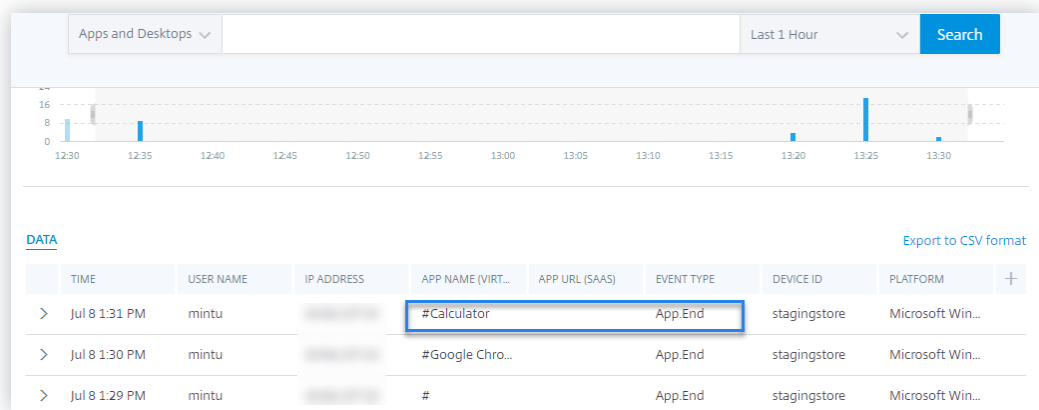 Apps and Desktops Last 1 Hour Search
24
16
8
0
12:30 12:35 12:40 12:45 12:50 12:55 13:00 13:05 13:10 13:15 13:20 13:25 13:30
DATA Export to CSV format
TIME USER NAME IP ADDRESS APP NAME (VIRT... APP URL (SAAS) EVENT TYPE DEVICE ID PLATFORM +
> Jul 8 1:31 PM mintu #Calculator App.End stagingstore Microsoft Win...
> Jul 8 1:30 PM mintu #Google Chro... App.End stagingstore Microsoft Win...
> Jul 8 1:29 PM mintu # App.End stagingstore Microsoft Win...